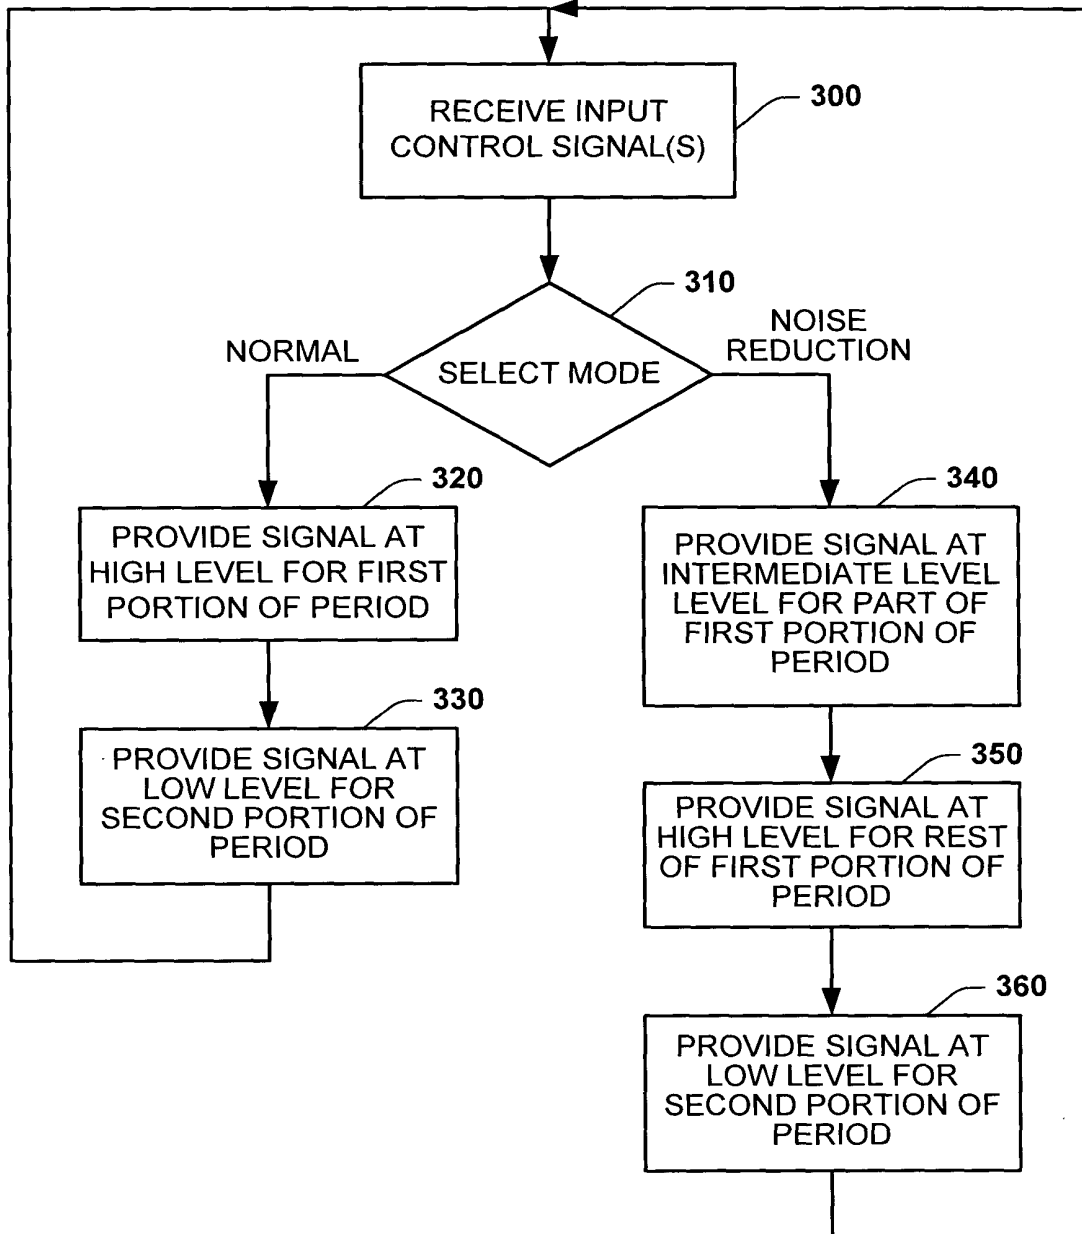 RECEIVE INPUT
CONTROL SIGNAL(S)
300
310
SELECT MODE
NORMAL
NOISE
REDUCTION
320
PROVIDE SIGNAL AT
HIGH LEVEL FOR FIRST
PORTION OF PERIOD
330
PROVIDE SIGNAL AT
LOW LEVEL FOR
SECOND PORTION OF
PERIOD
340
PROVIDE SIGNAL AT
INTERMEDIATE LEVEL
LEVEL FOR PART OF
FIRST PORTION OF
PERIOD
350
PROVIDE SIGNAL AT
HIGH LEVEL FOR REST
OF FIRST PORTION OF
PERIOD
360
PROVIDE SIGNAL AT
LOW LEVEL FOR
SECOND PORTION OF
PERIOD